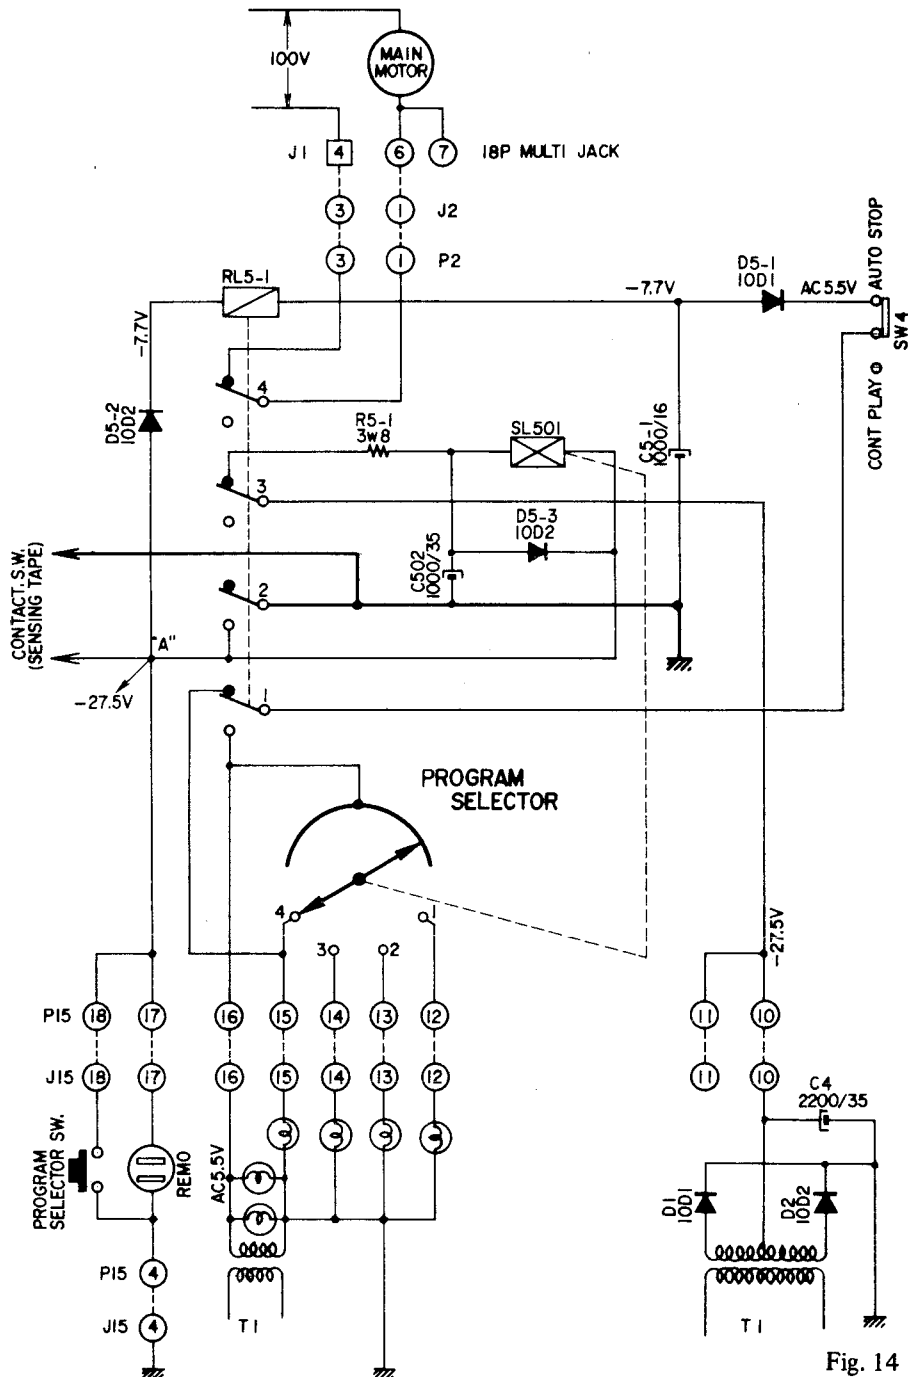 100V
MAIN
MOTOR
J1 4 6 7 18P MULTI JACK
3 1 J2
3 1 P2
RL5-1
-7.7V
D5-1
10D1
AC5.5V
AUTO STOP
SW4
CONT PLAY
-7.7V
D5-2
10D2
4
R5-1
3W8
SL501
C5-1
1000/16
3
D5-3
10D2
C502
1000/35
CONTACT. S.W.
(SENSING TAPE)
2
"A"
-27.5V
1
PROGRAM
SELECTOR
4 1
3 2
-27.5V
P15 18 17 16 15 14 13 12 11 10
J15 18 17 16 15 14 13 12 11 10
C4
2200/35
PROGRAM
SELECTOR SW.
REMO
AC5.5V
D1
10D1
D2
10D2
P15 4
J15 4
T1
T1
Fig. 14